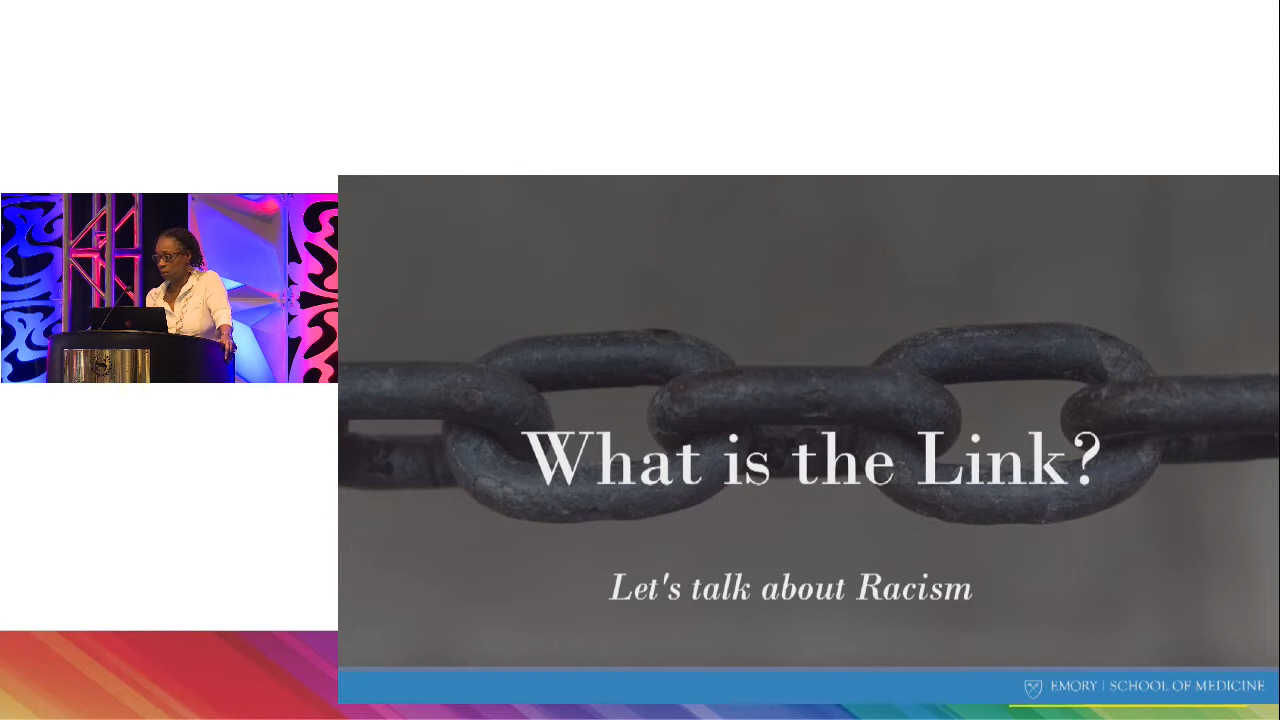 What is the Link?
Let's talk about Racism
EMORY | SCHOOL OF MEDICINE